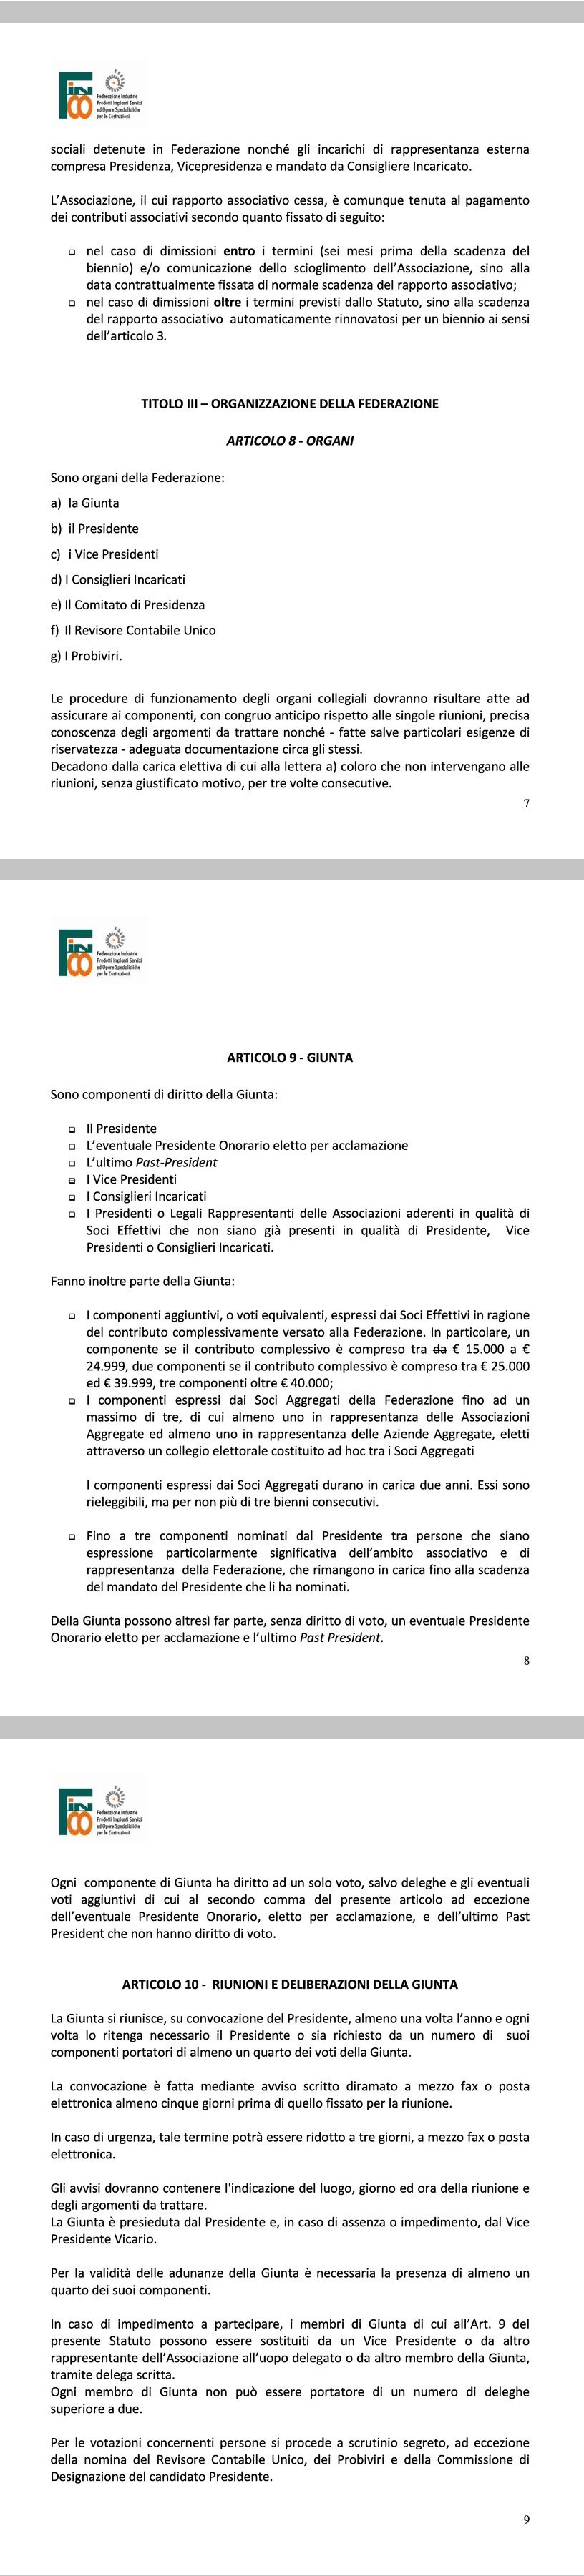 FINCO
Federazione Industrie
Prodotti Impianti Servizi
ed Opere Specialistiche
per le Costruzioni
sociali detenute in Federazione nonché gli incarichi di rappresentanza esterna
compresa Presidenza, Vicepresidenza e mandato da Consigliere Incaricato.
L’Associazione, il cui rapporto associativo cessa, è comunque tenuta al pagamento
dei contributi associativi secondo quanto fissato di seguito:
❑ nel caso di dimissioni entro i termini (sei mesi prima della scadenza del
biennio) e/o comunicazione dello scioglimento dell’Associazione, sino alla
data contrattualmente fissata di normale scadenza del rapporto associativo;
❑ nel caso di dimissioni oltre i termini previsti dallo Statuto, sino alla scadenza
del rapporto associativo automaticamente rinnovatosi per un biennio ai sensi
dell’articolo 3.
TITOLO III – ORGANIZZAZIONE DELLA FEDERAZIONE
ARTICOLO 8 - ORGANI
Sono organi della Federazione:
a) la Giunta
b) il Presidente
c) i Vice Presidenti
d) I Consiglieri Incaricati
e) Il Comitato di Presidenza
f) Il Revisore Contabile Unico
g) I Probiviri.
Le procedure di funzionamento degli organi collegiali dovranno risultare atte ad
assicurare ai componenti, con congruo anticipo rispetto alle singole riunioni, precisa
conoscenza degli argomenti da trattare nonché - fatte salve particolari esigenze di
riservatezza - adeguata documentazione circa gli stessi.
Decadono dalla carica elettiva di cui alla lettera a) coloro che non intervengano alle
riunioni, senza giustificato motivo, per tre volte consecutive.
7
FINCO
Federazione Industrie
Prodotti Impianti Servizi
ed Opere Specialistiche
per le Costruzioni
ARTICOLO 9 - GIUNTA
Sono componenti di diritto della Giunta:
❑ Il Presidente
❑ L’eventuale Presidente Onorario eletto per acclamazione
❑ L’ultimo Past-President
❑ I Vice Presidenti
❑ I Consiglieri Incaricati
❑ I Presidenti o Legali Rappresentanti delle Associazioni aderenti in qualità di
Soci Effettivi che non siano già presenti in qualità di Presidente, Vice
Presidenti o Consiglieri Incaricati.
Fanno inoltre parte della Giunta:
❑ I componenti aggiuntivi, o voti equivalenti, espressi dai Soci Effettivi in ragione
del contributo complessivamente versato alla Federazione. In particolare, un
componente se il contributo complessivo è compreso tra da € 15.000 a €
24.999, due componenti se il contributo complessivo è compreso tra € 25.000
ed € 39.999, tre componenti oltre € 40.000;
❑ I componenti espressi dai Soci Aggregati della Federazione fino ad un
massimo di tre, di cui almeno uno in rappresentanza delle Associazioni
Aggregate ed almeno uno in rappresentanza delle Aziende Aggregate, eletti
attraverso un collegio elettorale costituito ad hoc tra i Soci Aggregati
I componenti espressi dai Soci Aggregati durano in carica due anni. Essi sono
rieleggibili, ma per non più di tre bienni consecutivi.
❑ Fino a tre componenti nominati dal Presidente tra persone che siano
espressione particolarmente significativa dell’ambito associativo e di
rappresentanza della Federazione, che rimangono in carica fino alla scadenza
del mandato del Presidente che li ha nominati.
Della Giunta possono altresì far parte, senza diritto di voto, un eventuale Presidente
Onorario eletto per acclamazione e l’ultimo Past President.
8
FINCO
Federazione Industrie
Prodotti Impianti Servizi
ed Opere Specialistiche
per le Costruzioni
Ogni componente di Giunta ha diritto ad un solo voto, salvo deleghe e gli eventuali
voti aggiuntivi di cui al secondo comma del presente articolo ad eccezione
dell’eventuale Presidente Onorario, eletto per acclamazione, e dell’ultimo Past
President che non hanno diritto di voto.
ARTICOLO 10 - RIUNIONI E DELIBERAZIONI DELLA GIUNTA
La Giunta si riunisce, su convocazione del Presidente, almeno una volta l’anno e ogni
volta lo ritenga necessario il Presidente o sia richiesto da un numero di suoi
componenti portatori di almeno un quarto dei voti della Giunta.
La convocazione è fatta mediante avviso scritto diramato a mezzo fax o posta
elettronica almeno cinque giorni prima di quello fissato per la riunione.
In caso di urgenza, tale termine potrà essere ridotto a tre giorni, a mezzo fax o posta
elettronica.
Gli avvisi dovranno contenere l'indicazione del luogo, giorno ed ora della riunione e
degli argomenti da trattare.
La Giunta è presieduta dal Presidente e, in caso di assenza o impedimento, dal Vice
Presidente Vicario.
Per la validità delle adunanze della Giunta è necessaria la presenza di almeno un
quarto dei suoi componenti.
In caso di impedimento a partecipare, i membri di Giunta di cui all’Art. 9 del
presente Statuto possono essere sostituiti da un Vice Presidente o da altro
rappresentante dell’Associazione all’uopo delegato o da altro membro della Giunta,
tramite delega scritta.
Ogni membro di Giunta non può essere portatore di un numero di deleghe
superiore a due.
Per le votazioni concernenti persone si procede a scrutinio segreto, ad eccezione
della nomina del Revisore Contabile Unico, dei Probiviri e della Commissione di
Designazione del candidato Presidente.
9